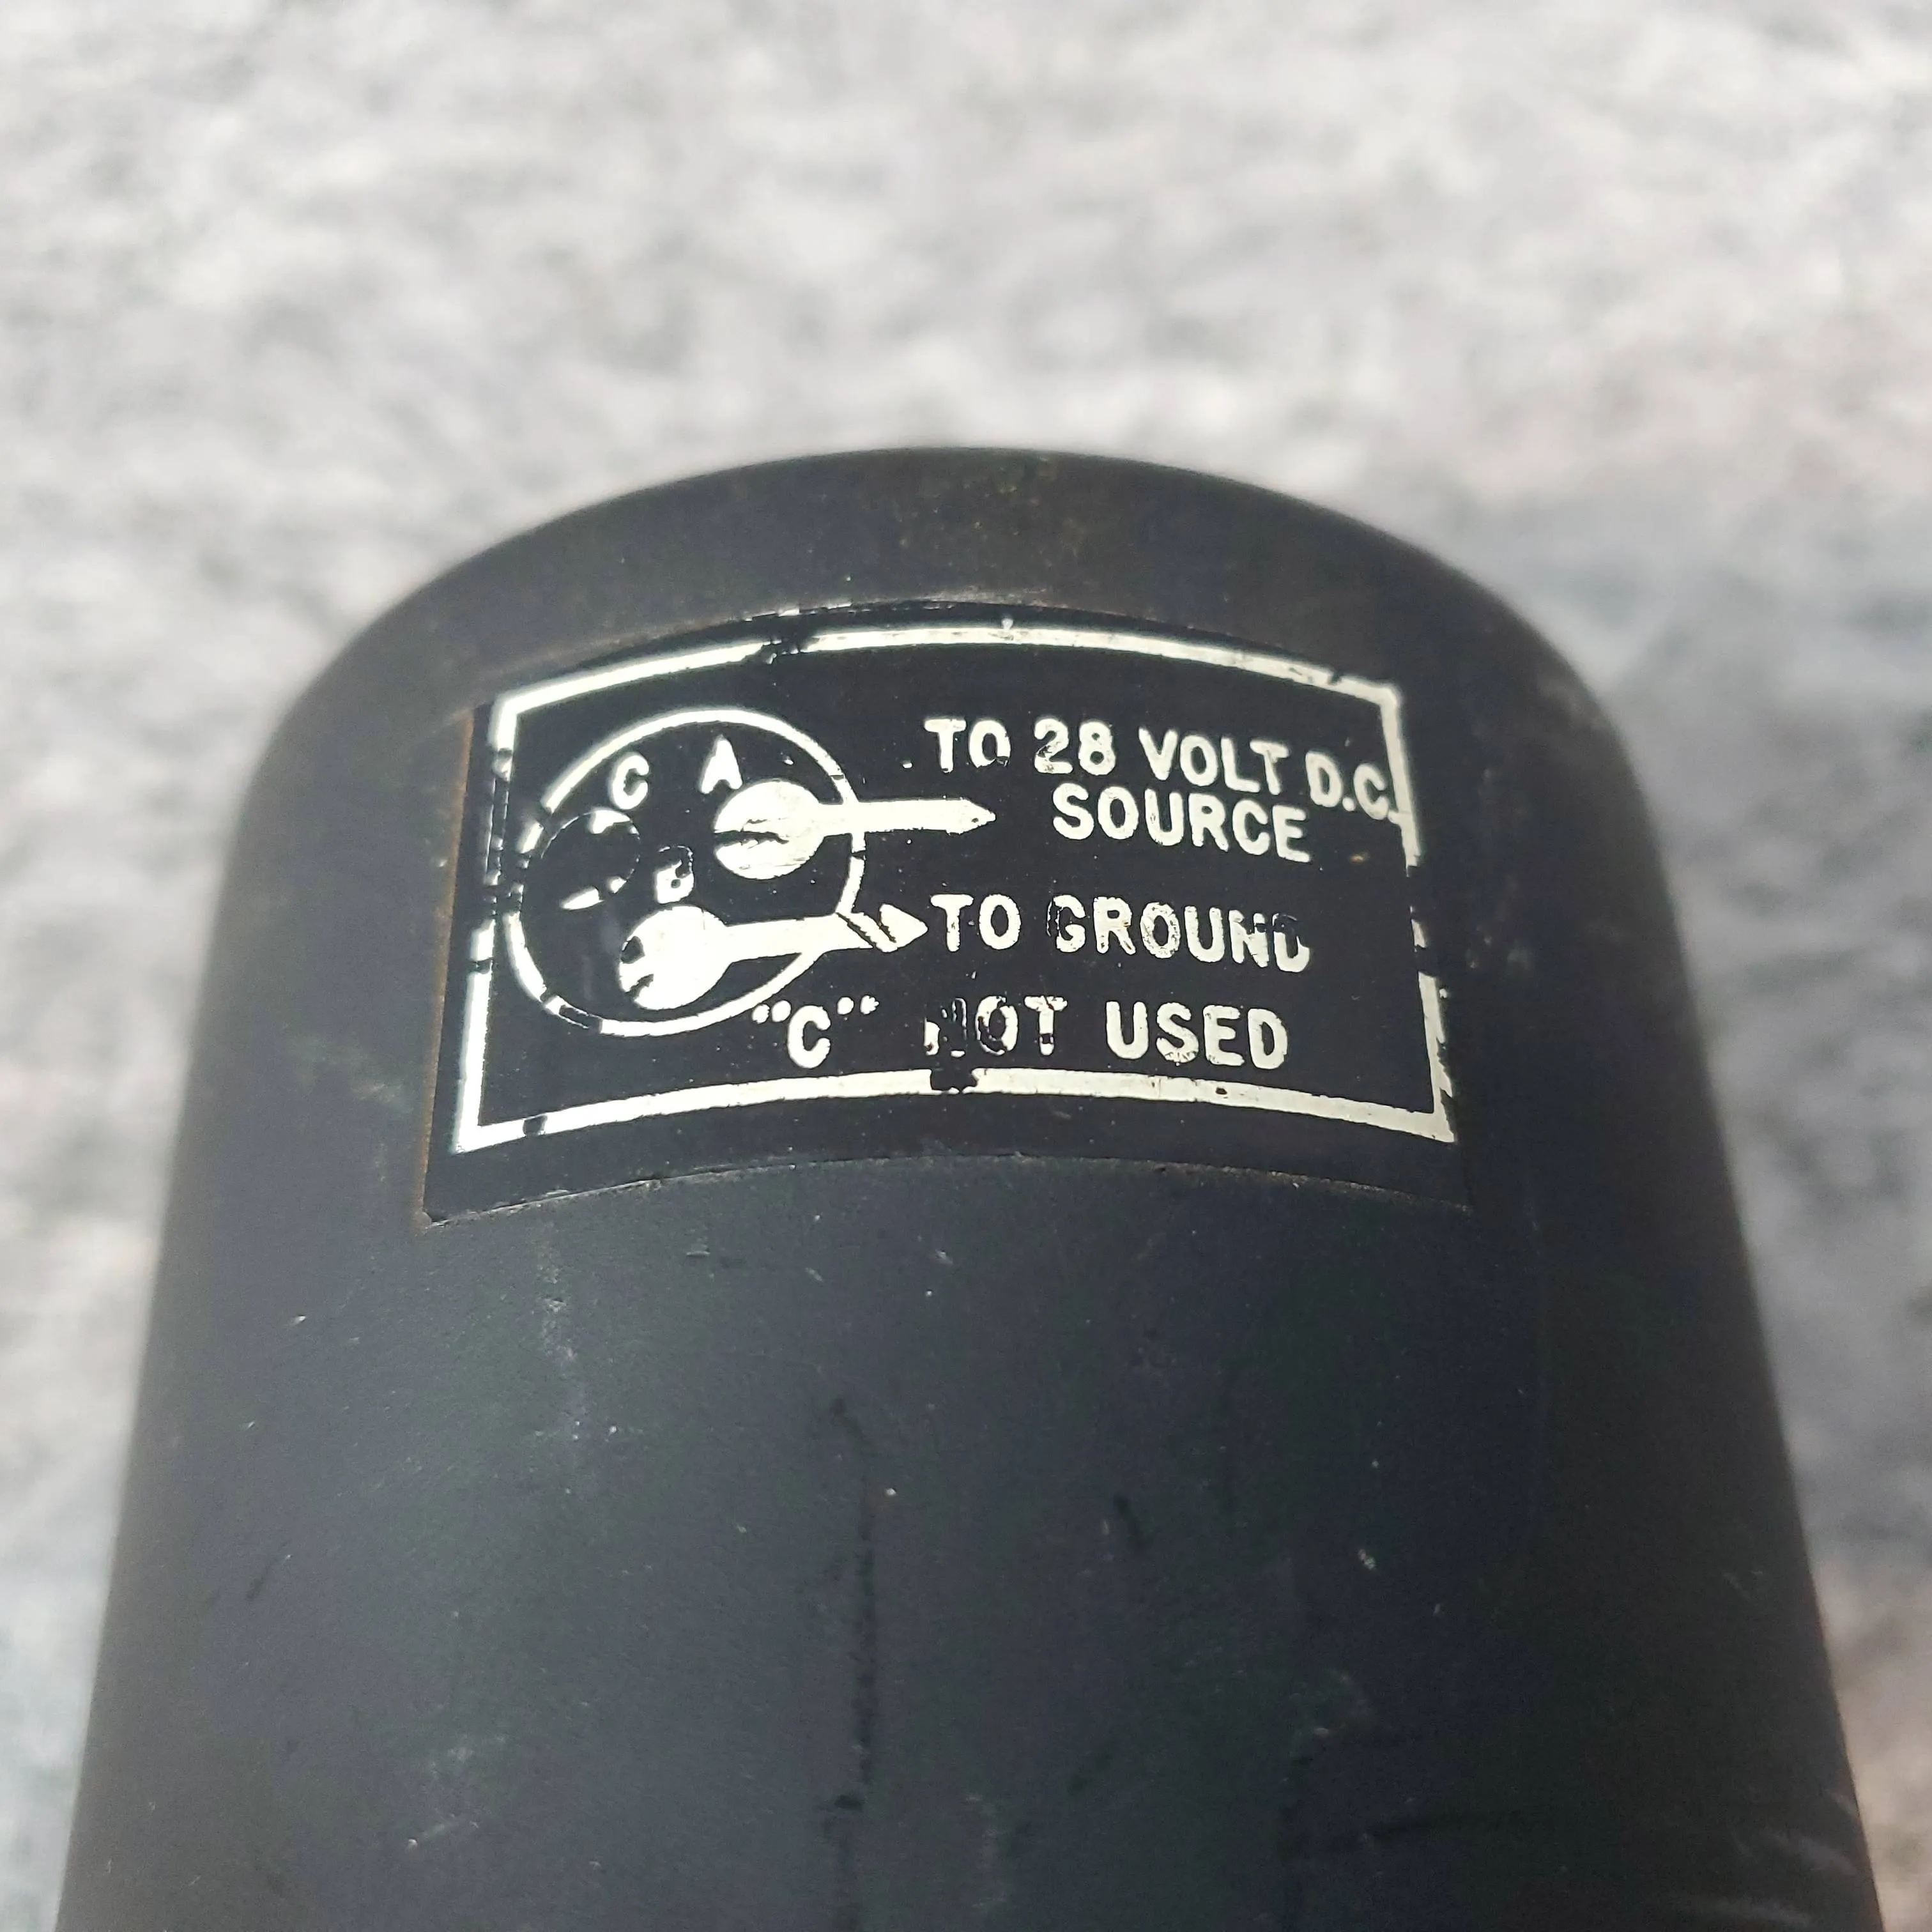 C A
B
TO 28 VOLT D.C.
SOURCE
TO GROUND
"C" NOT USED